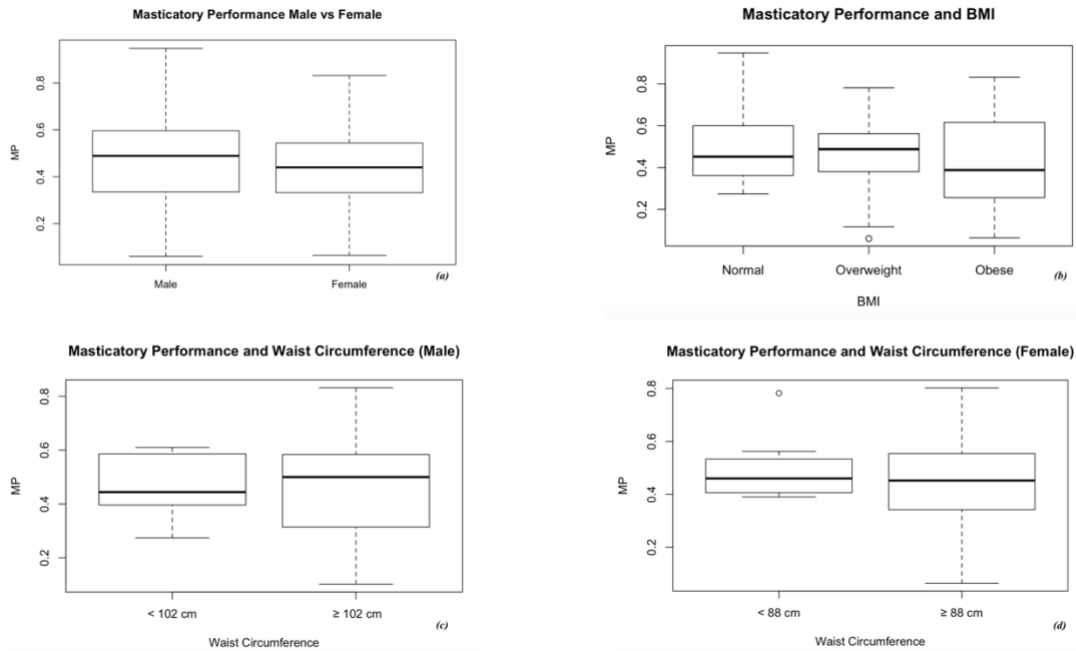 Masticatory Performance Male vs Female
MP
0.8
0.6
0.4
0.2
Male Female
(a)
Masticatory Performance and BMI
MP
0.8
0.6
0.4
0.2
Normal Overweight Obese
(b)
BMI
Masticatory Performance and Waist Circumference (Male)
MP
0.8
0.6
0.4
0.2
< 102 cm ≥ 102 cm
(c)
Waist Circumference
Masticatory Performance and Waist Circumference (Female)
MP
0.8
0.6
0.4
0.2
< 88 cm ≥ 88 cm
(d)
Waist Circumference